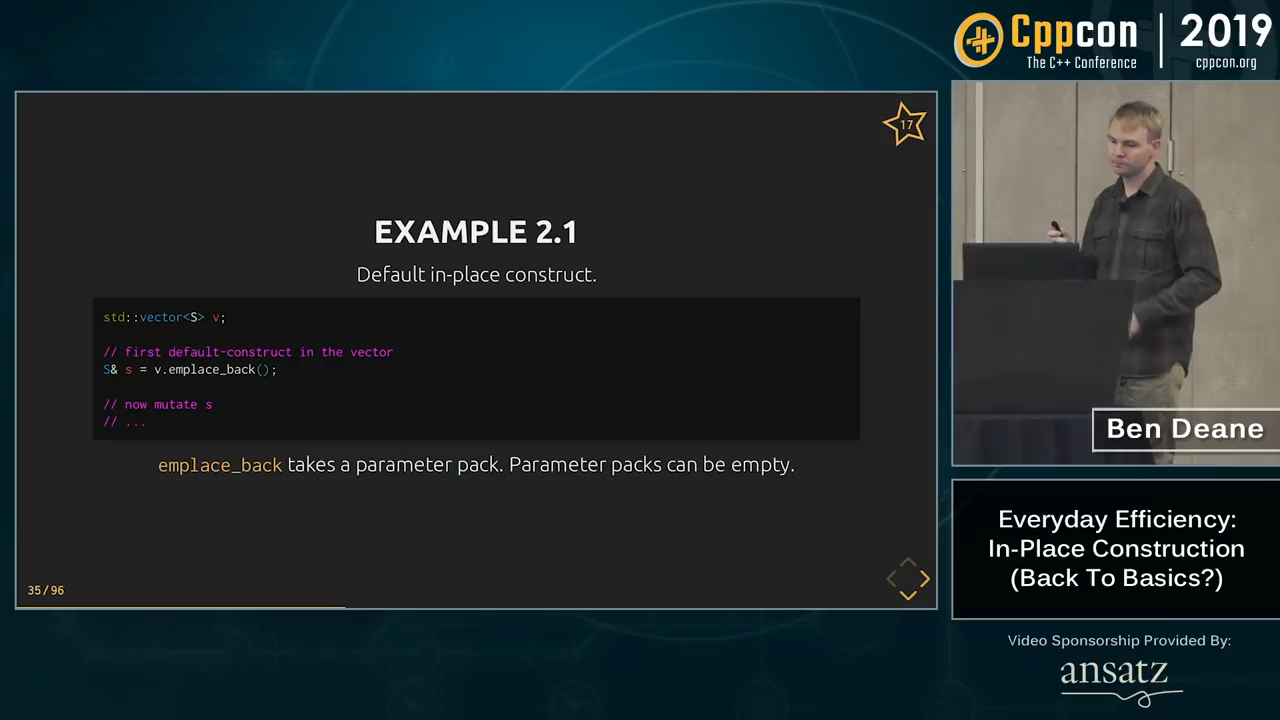 Cppcon | 2019
The C++ Conference
cppcon.org
17
EXAMPLE 2.1
Default in-place construct.
std::vector<S> v;
// first default-construct in the vector
S& s = v.emplace_back();
// now mutate s
// ...
emplace_back takes a parameter pack. Parameter packs can be empty.
35/96
Ben Deane
Everyday Efficiency:
In-Place Construction
(Back To Basics?)
Video Sponsorship Provided By:
ansatz